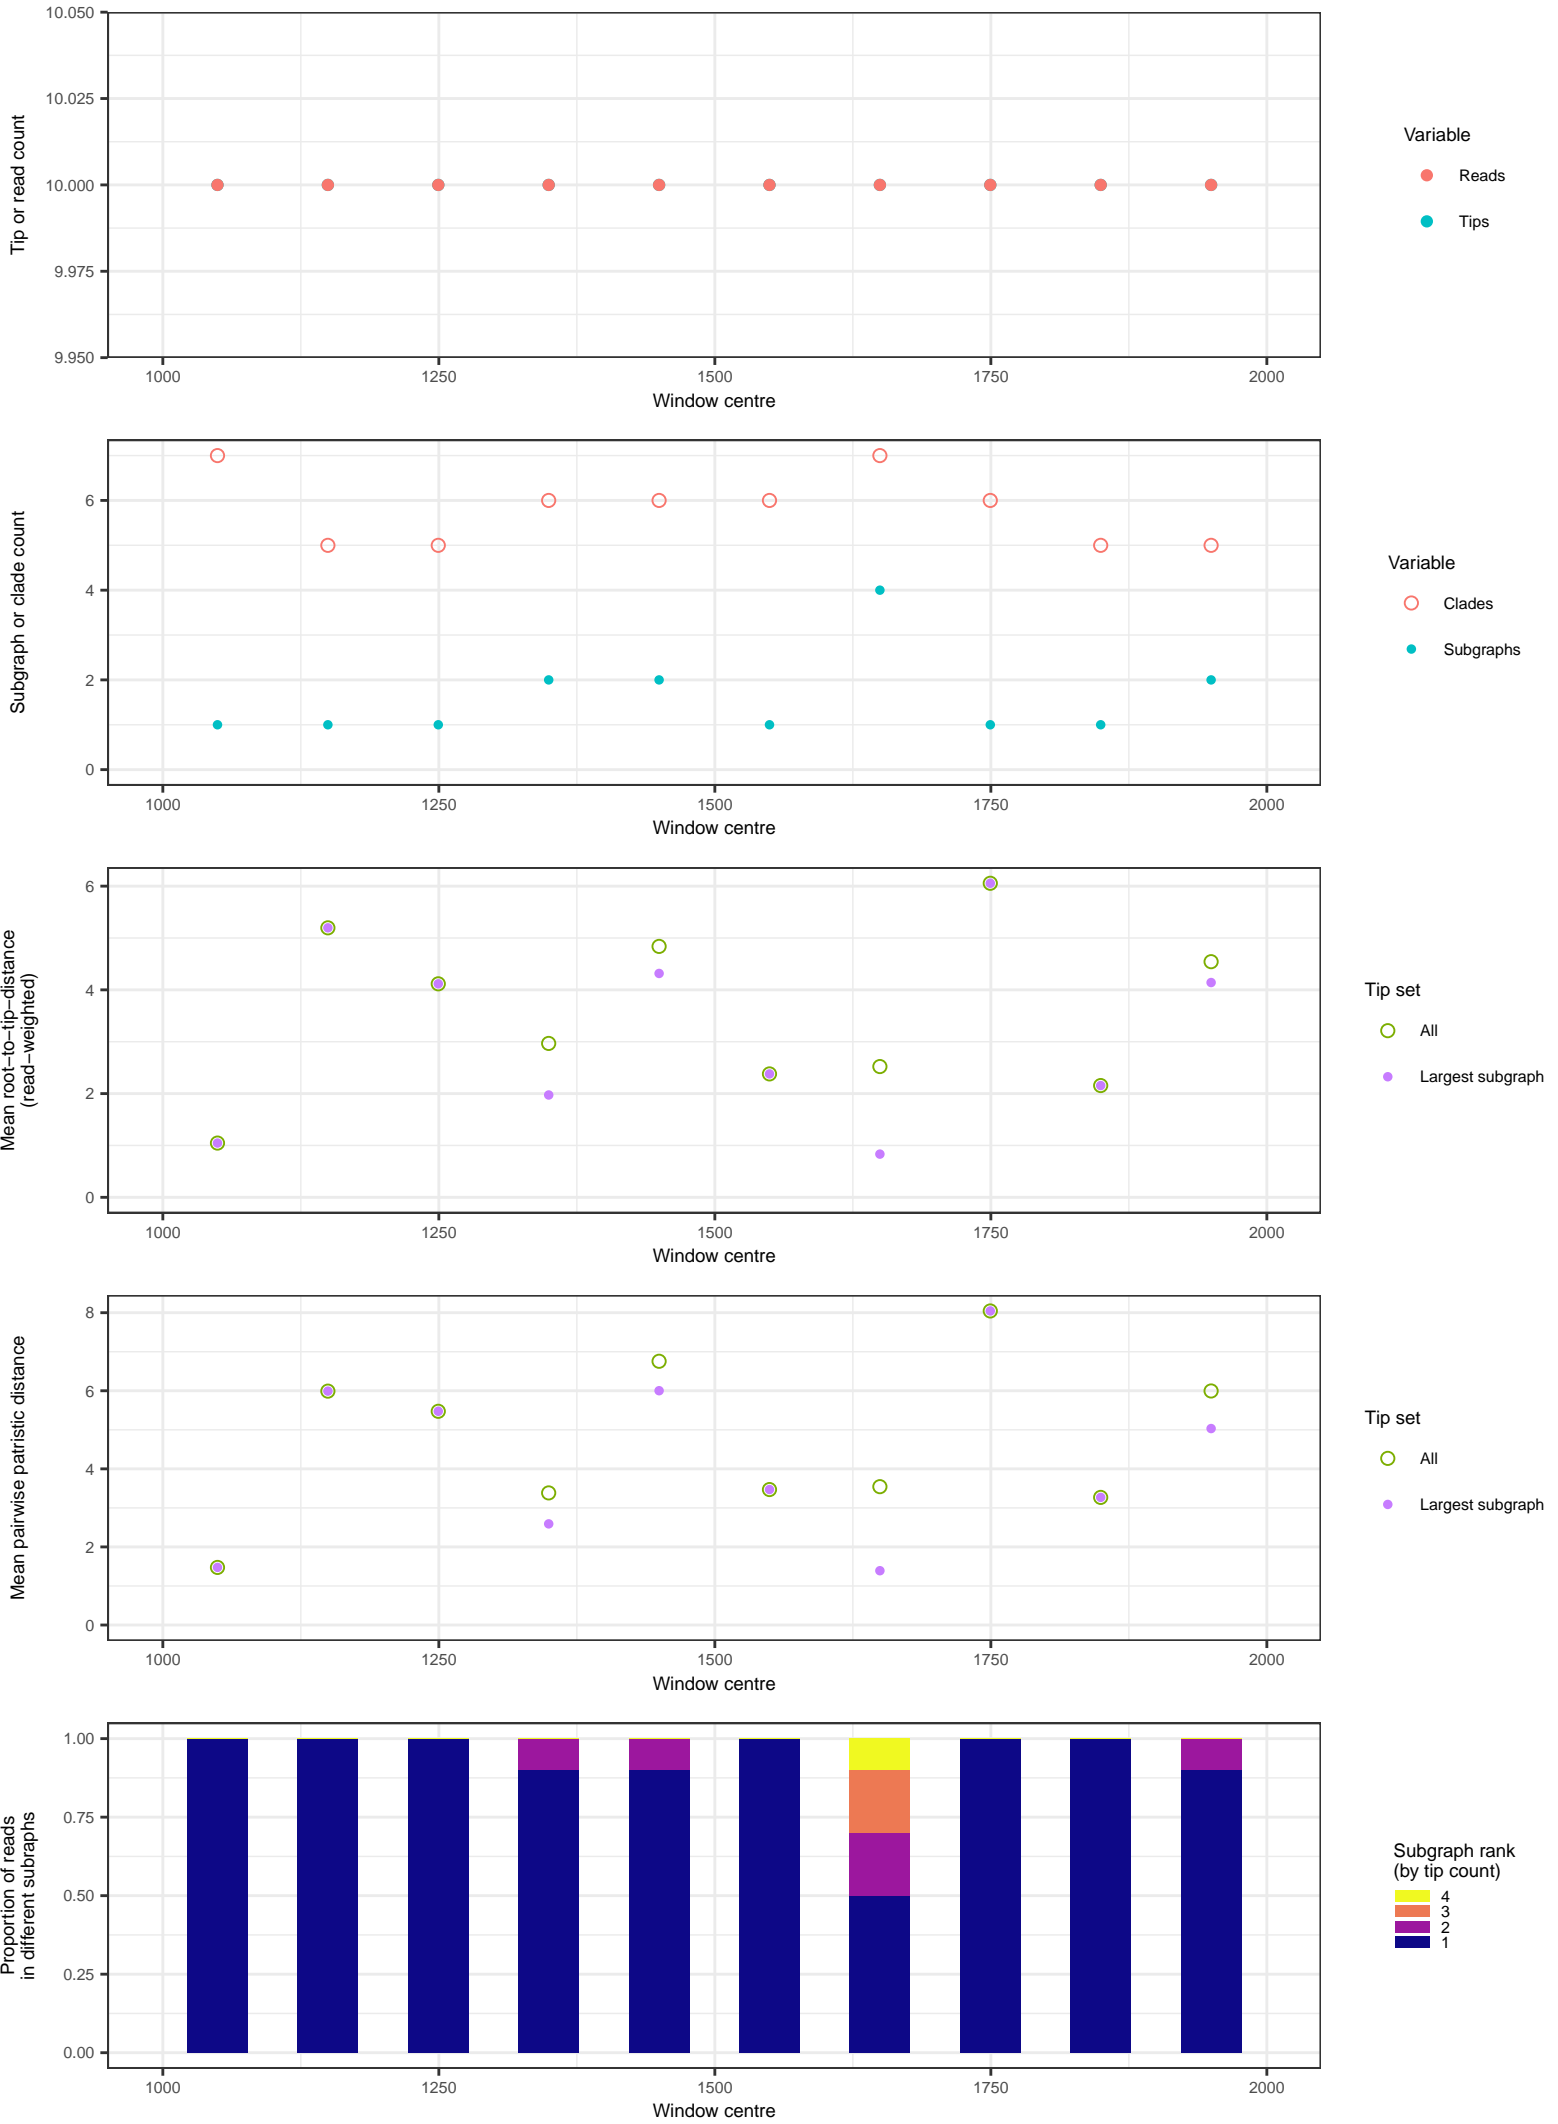 10.050
10.025
10.000
9.975
9.950
Tip or read count
1000 1250 1500 1750 2000
Window centre
Variable
Reads
Tips
6
4
2
0
Subgraph or clade count
1000 1250 1500 1750 2000
Window centre
Variable
Clades
Subgraphs
6
4
2
0
Mean root−to−tip−distance
(read−weighted)
1000 1250 1500 1750 2000
Window centre
Tip set
All
Largest subgraph
8
6
4
2
0
Mean pairwise patristic distance
1000 1250 1500 1750 2000
Window centre
Tip set
All
Largest subgraph
1.00
0.75
0.50
0.25
0.00
Proportion of reads
in different subraphs
1000 1250 1500 1750 2000
Window centre
Subgraph rank
(by tip count)
4
3
2
1